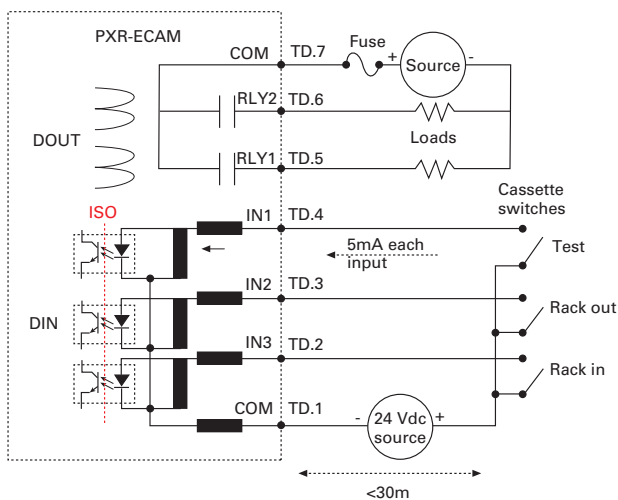 PXR-ECAM
COM TD.7 Fuse + Source -
RLY2 TD.6
DOUT Loads
RLY1 TD.5
Cassette
switches
ISO IN1 TD.4
5mA each
input
Test
IN2 TD.3
DIN Rack out
IN3 TD.2
Rack in
COM TD.1 - 24 Vdc +
source
<30m